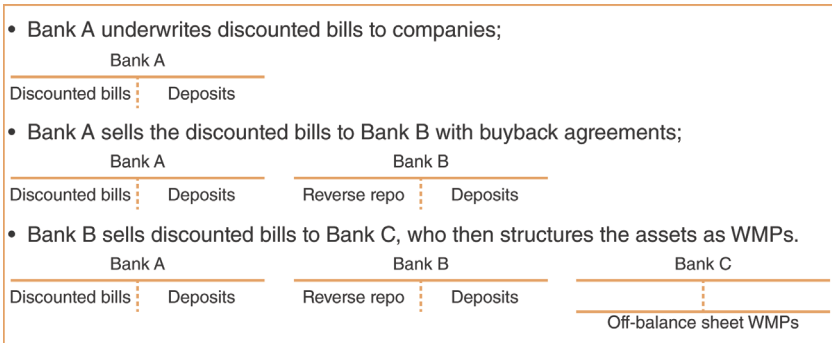 • Bank A underwrites discounted bills to companies;
Bank A
Discounted bills Deposits
• Bank A sells the discounted bills to Bank B with buyback agreements;
Bank A Bank B
Discounted bills Deposits Reverse repo Deposits
• Bank B sells discounted bills to Bank C, who then structures the assets as WMPs.
Bank A Bank B Bank C
Discounted bills Deposits Reverse repo Deposits
Off-balance sheet WMPs